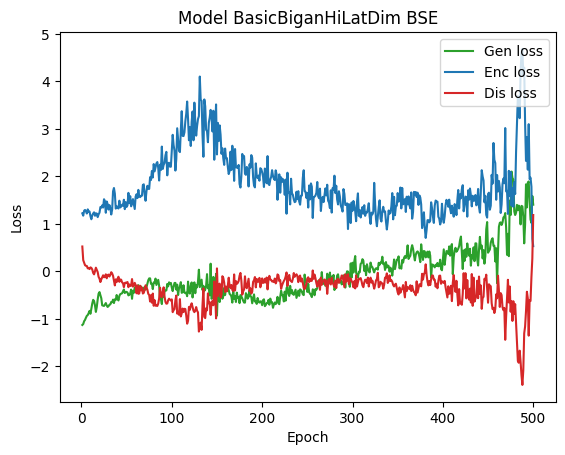 Model BasicBiganHiLatDim BSE
Gen loss
Enc loss
Dis loss
5
4
3
2
1
0
−1
−2
Loss
0
100
200
300
400
500
Epoch